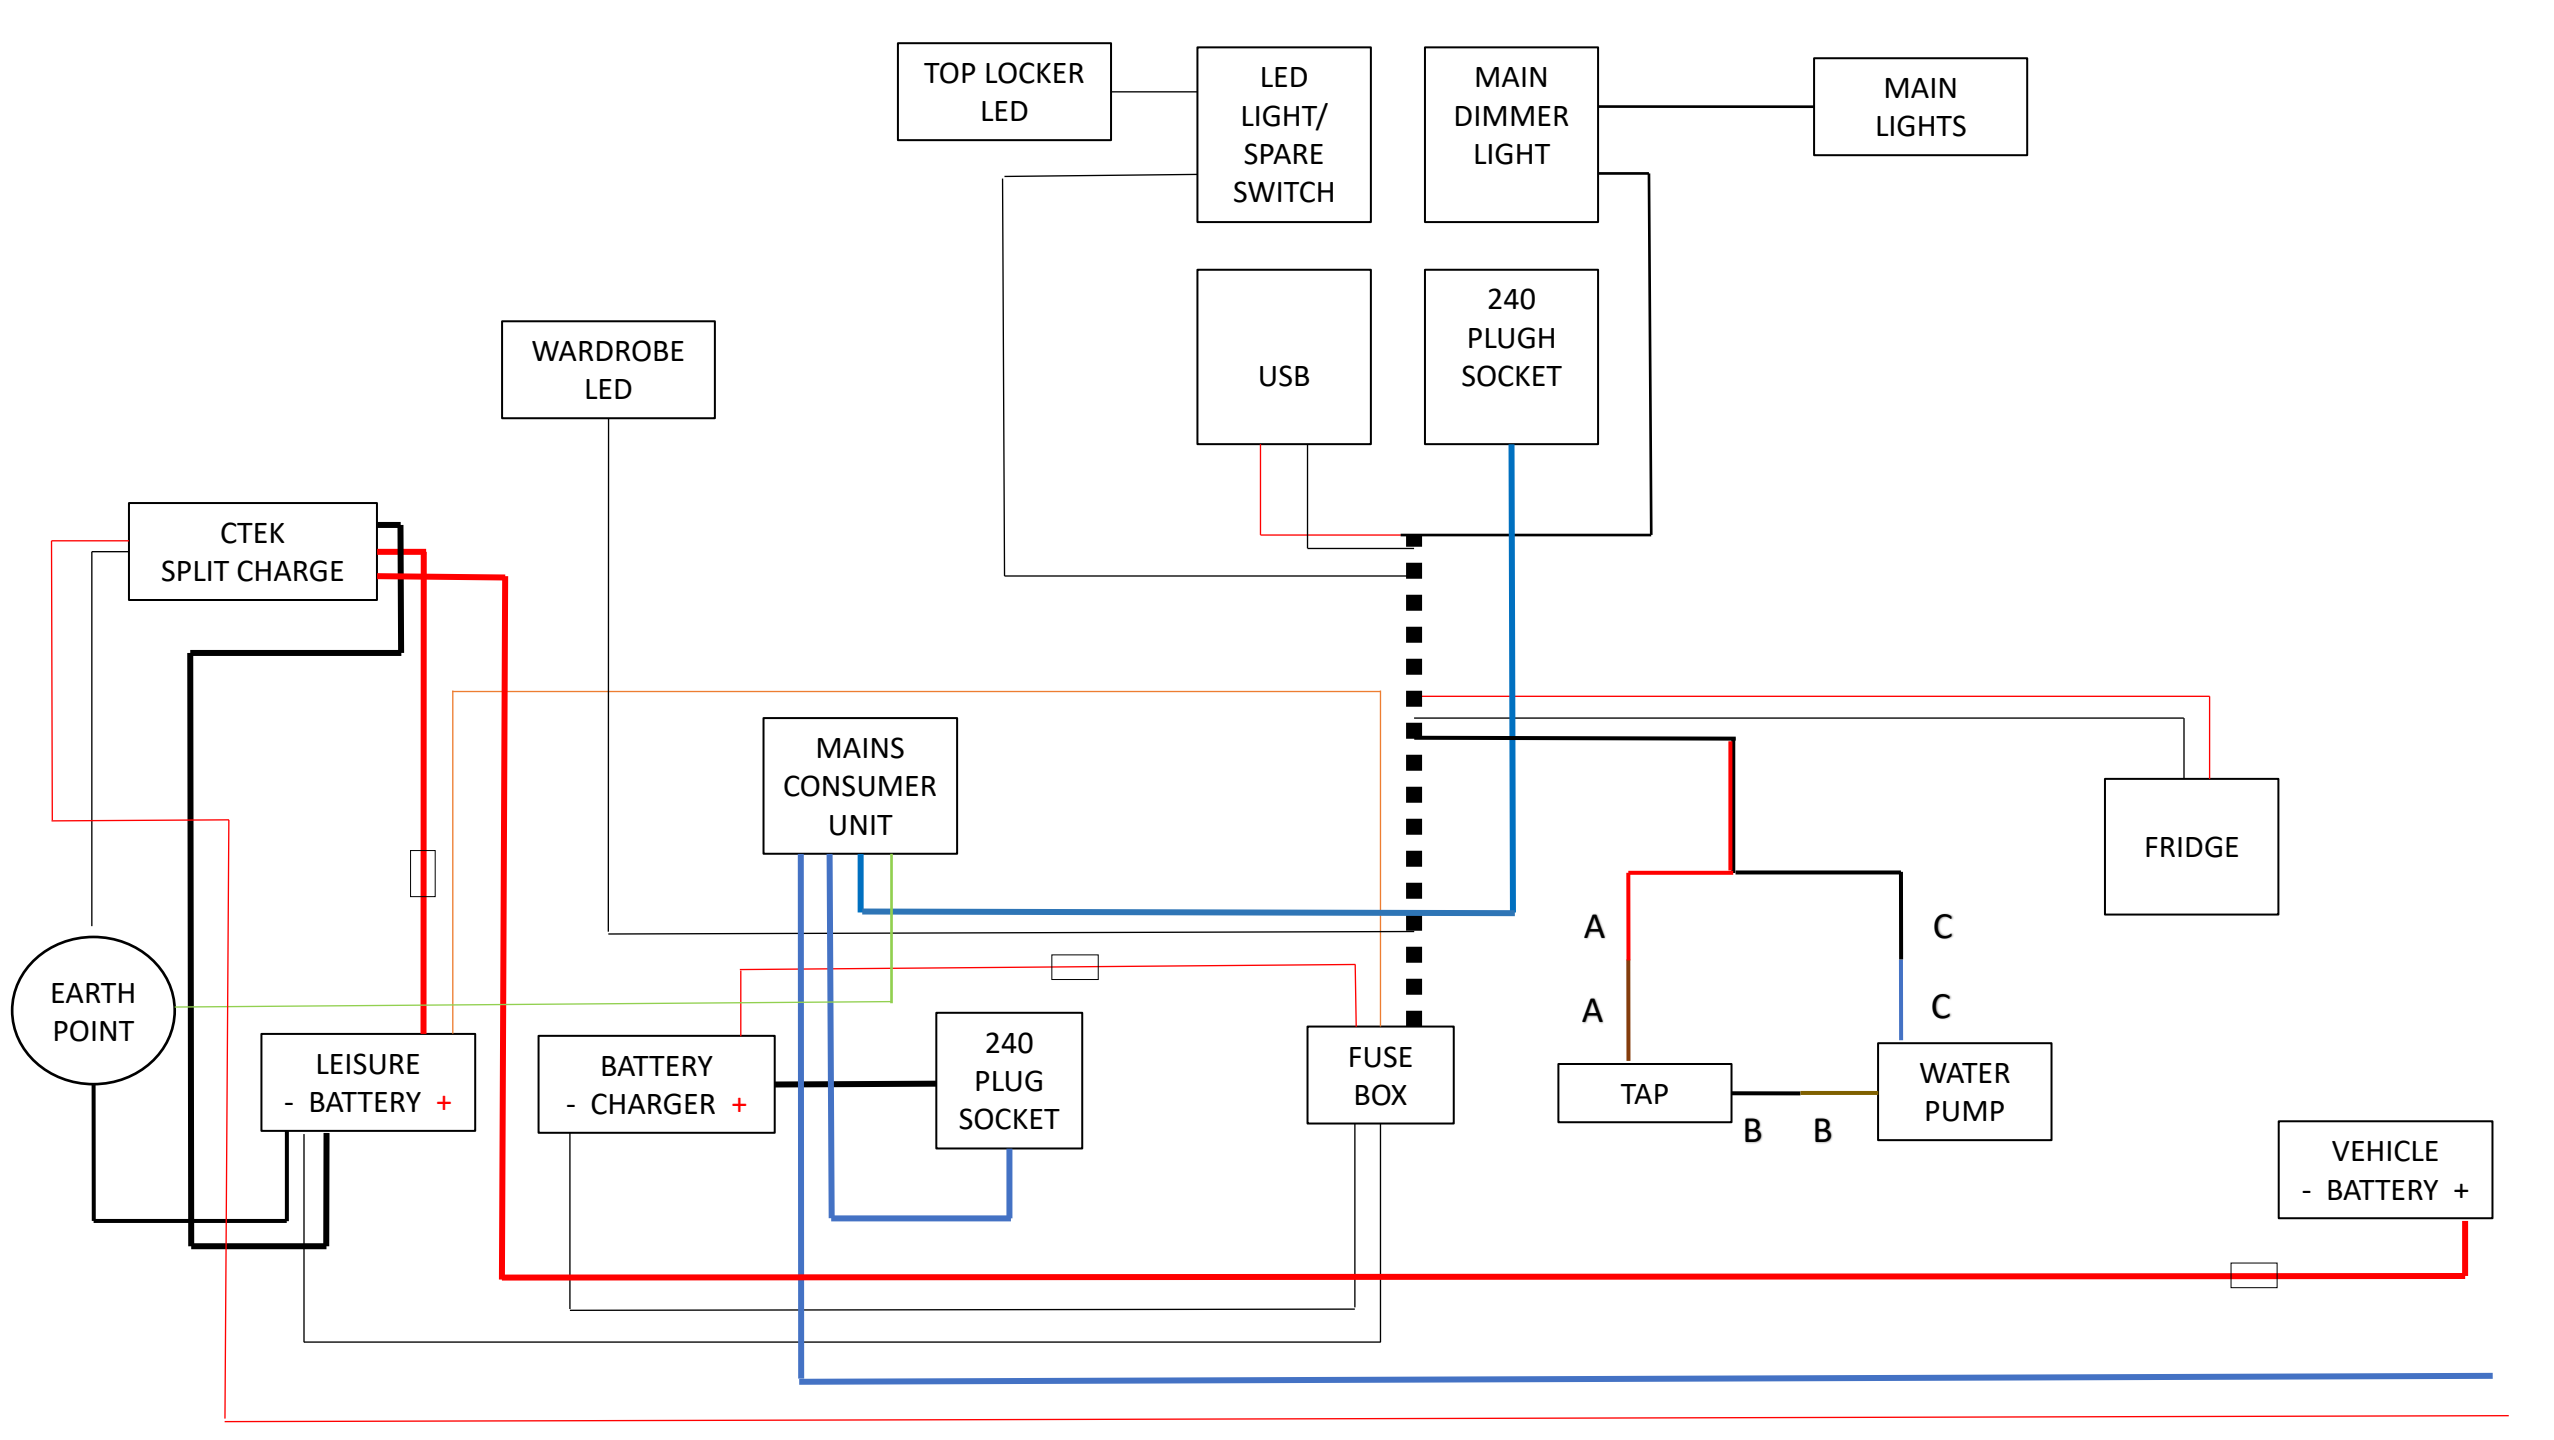 TOP LOCKER
LED
LED
LIGHT/
SPARE
SWITCH
MAIN
DIMMER
LIGHT
MAIN
LIGHTS
USB
240
PLUGH
SOCKET
WARDROBE
LED
CTEK
SPLIT CHARGE
MAINS
CONSUMER
UNIT
FRIDGE
A
C
A
C
EARTH
POINT
LEISURE
- BATTERY +
BATTERY
- CHARGER +
240
PLUG
SOCKET
FUSE
BOX
TAP
B B
WATER
PUMP
VEHICLE
- BATTERY +